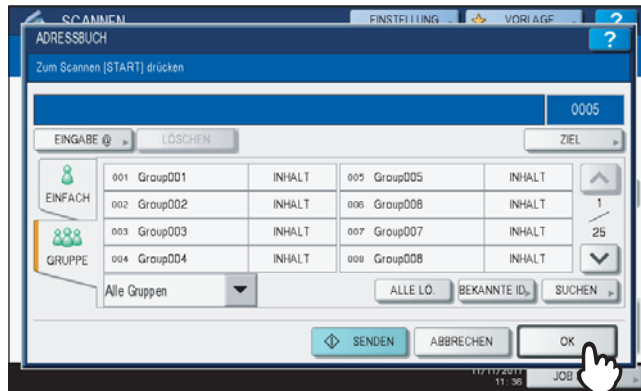 SCANNEN EINSTELLUNG VORLAGE ?
ADRESSBUCH ?
Zum Scannen [START] drücken
0005
EINGABE @ LÖSCHEN ZIEL
EINFACH
GRUPPE
001 Group001 INHALT 005 Group005 INHALT
002 Group002 INHALT 006 Group006 INHALT
003 Group003 INHALT 007 Group007 INHALT
004 Group004 INHALT 008 Group008 INHALT
1
25
Alle Gruppen ALLE LÖ. BEKANNTE ID SUCHEN
SENDEN ABBRECHEN OK
11/11/2011
11:36 JOB